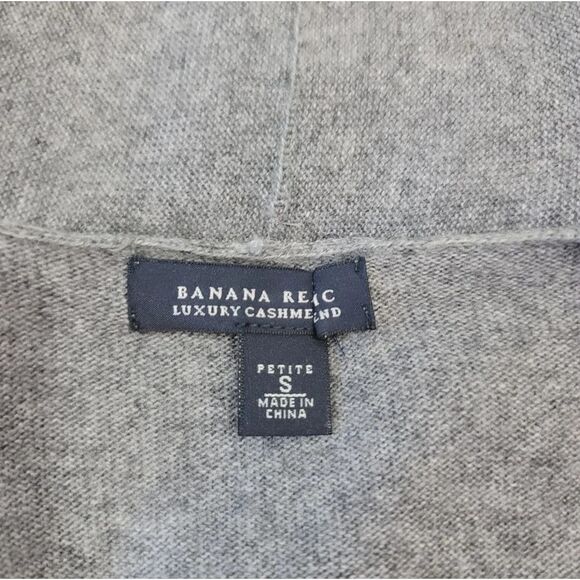 BANANA RE
LUXURY CASHME
PETITE
S
MADE IN
CHINA